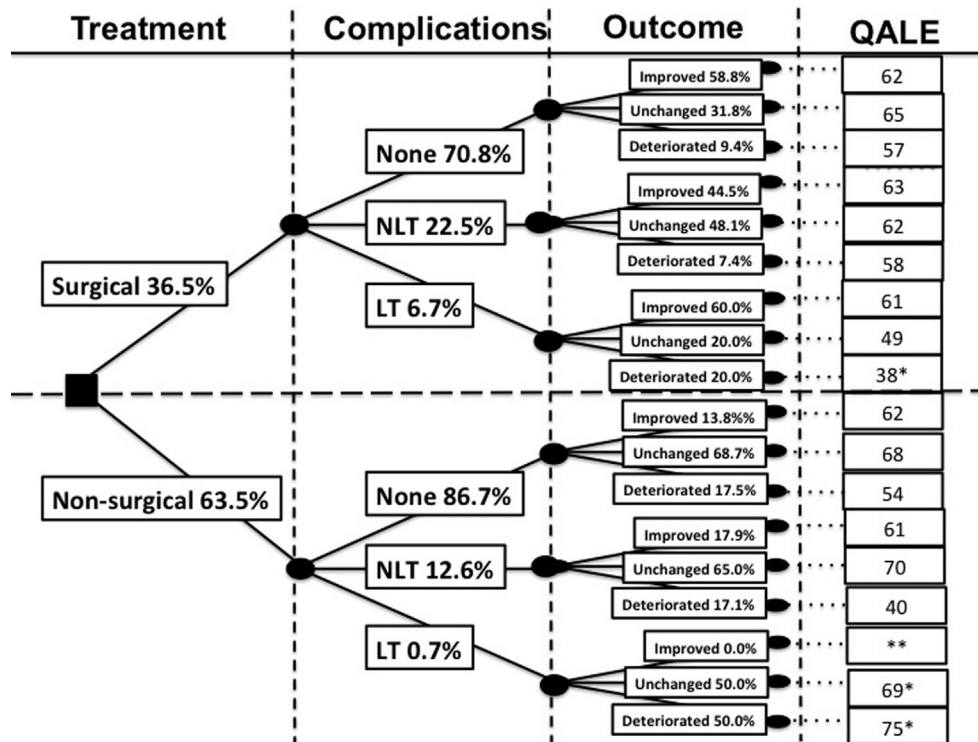 Treatment Complications Outcome QALE
Improved 58.8% 62
Unchanged 31.8% 65
Deteriorated 9.4% 57
None 70.8%
Improved 44.5% 63
NLT 22.5% Unchanged 48.1% 62
Deteriorated 7.4% 58
Surgical 36.5%
LT 6.7% Improved 60.0% 61
Unchanged 20.0% 49
Deteriorated 20.0% 38*
Improved 13.8%% 62
Unchanged 68.7% 68
Non-surgical 63.5% None 86.7% Deteriorated 17.5% 54
Improved 17.9% 61
NLT 12.6% Unchanged 65.0% 70
Deteriorated 17.1% 40
LT 0.7% Improved 0.0% **
Unchanged 50.0% 69*
Deteriorated 50.0% 75*